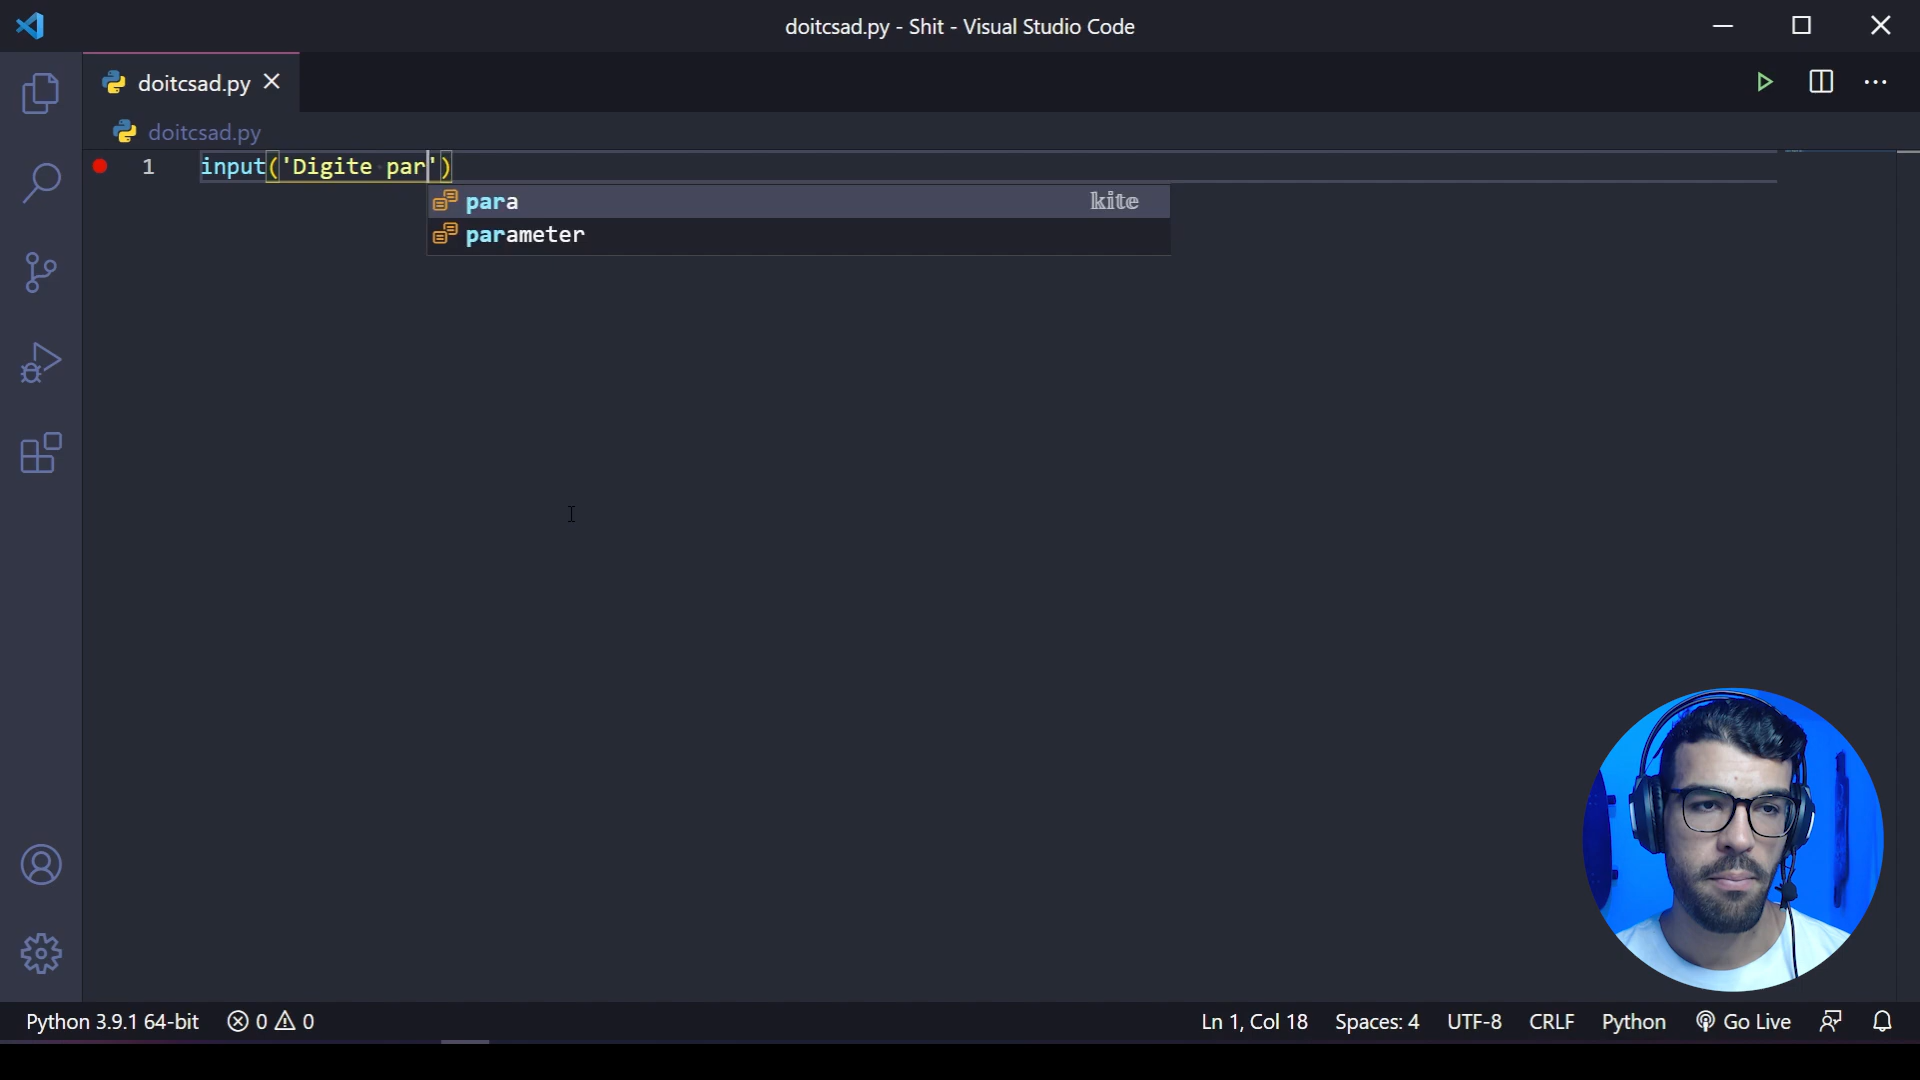 doitcsad.py - Shit - Visual Studio Code
doitcsad.py
doitcsad.py
1 input('Digite par')
para kite
parameter
Python 3.9.1 64-bit 0 0 Ln 1, Col 18 Spaces: 4 UTF-8 CRLF Python Go Live